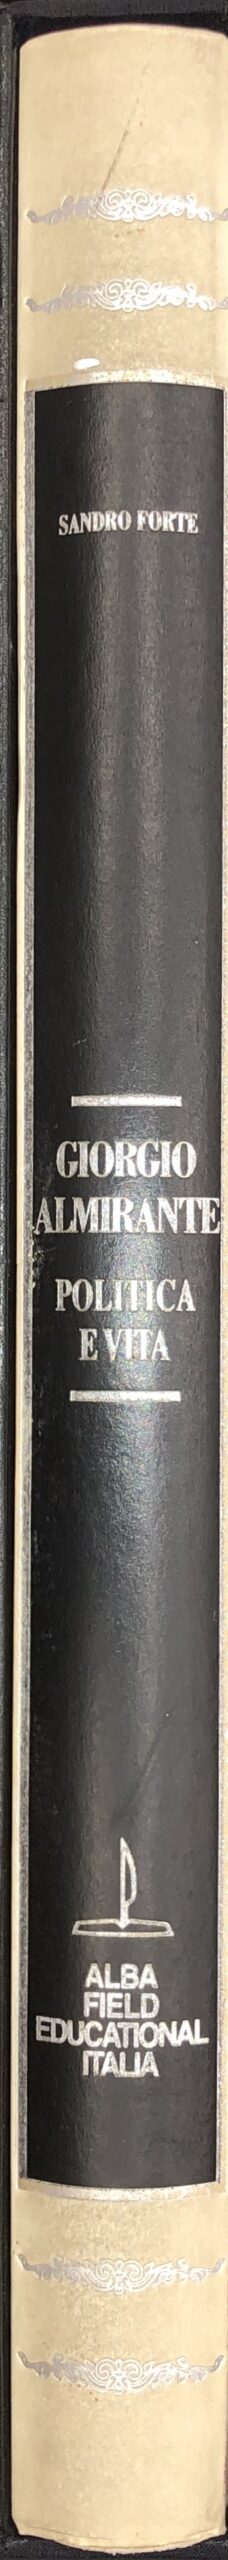 SANDRO FORTE
GIORGIO
ALMIRANTE
POLITICA
E VITA
ALBA
FIELD
EDUCATIONAL
ITALIA